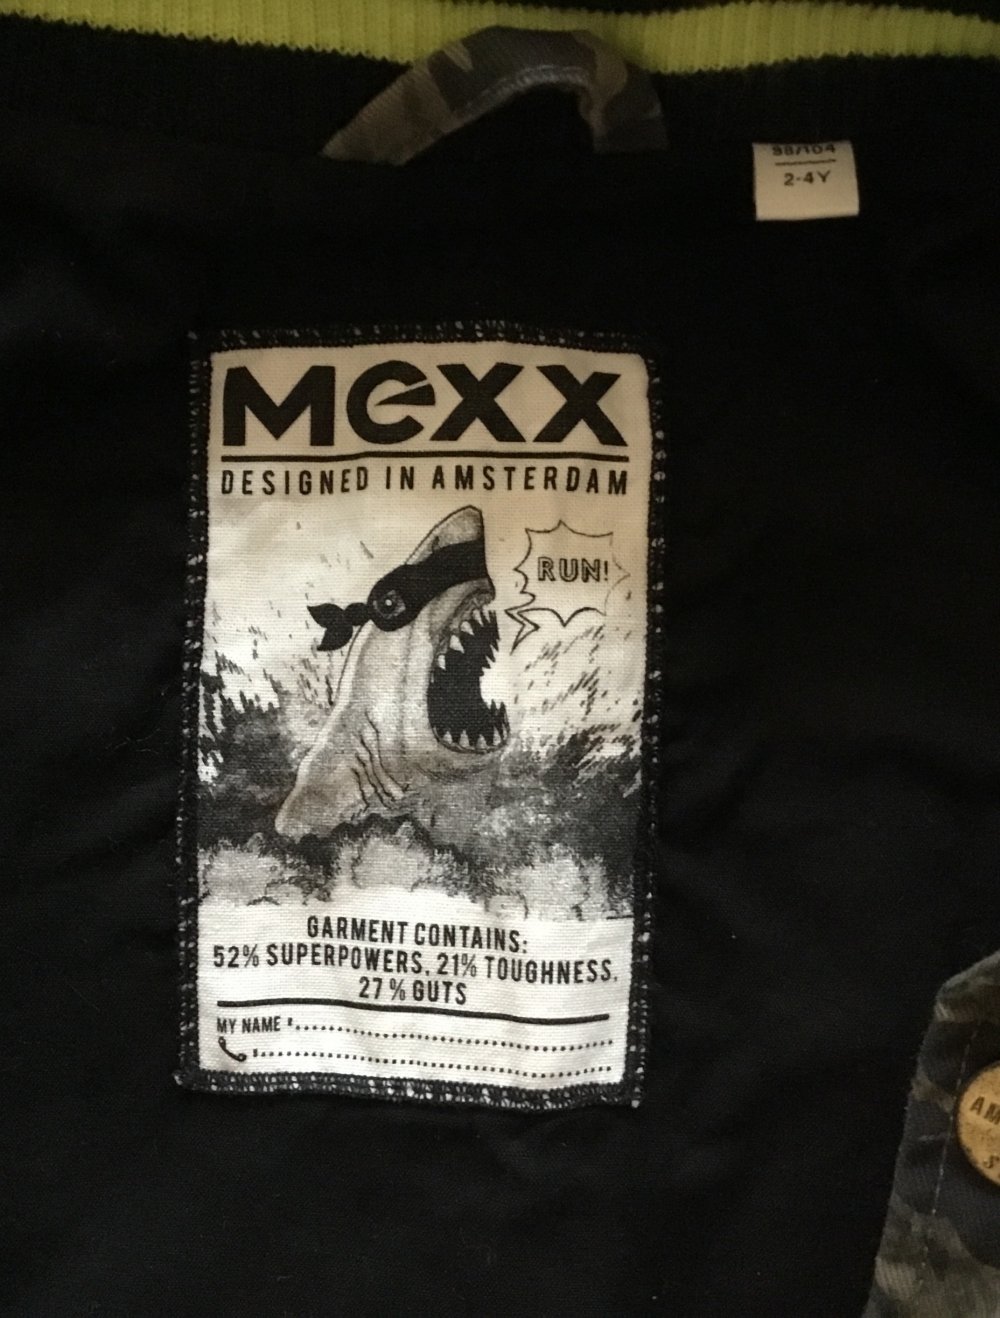 98/104
2-4Y
Mexx
DESIGNED IN AMSTERDAM
RUN!
GARMENT CONTAINS:
52% SUPERPOWERS, 21% TOUGHNESS,
27% GUTS
MY NAME :
:
AM
S